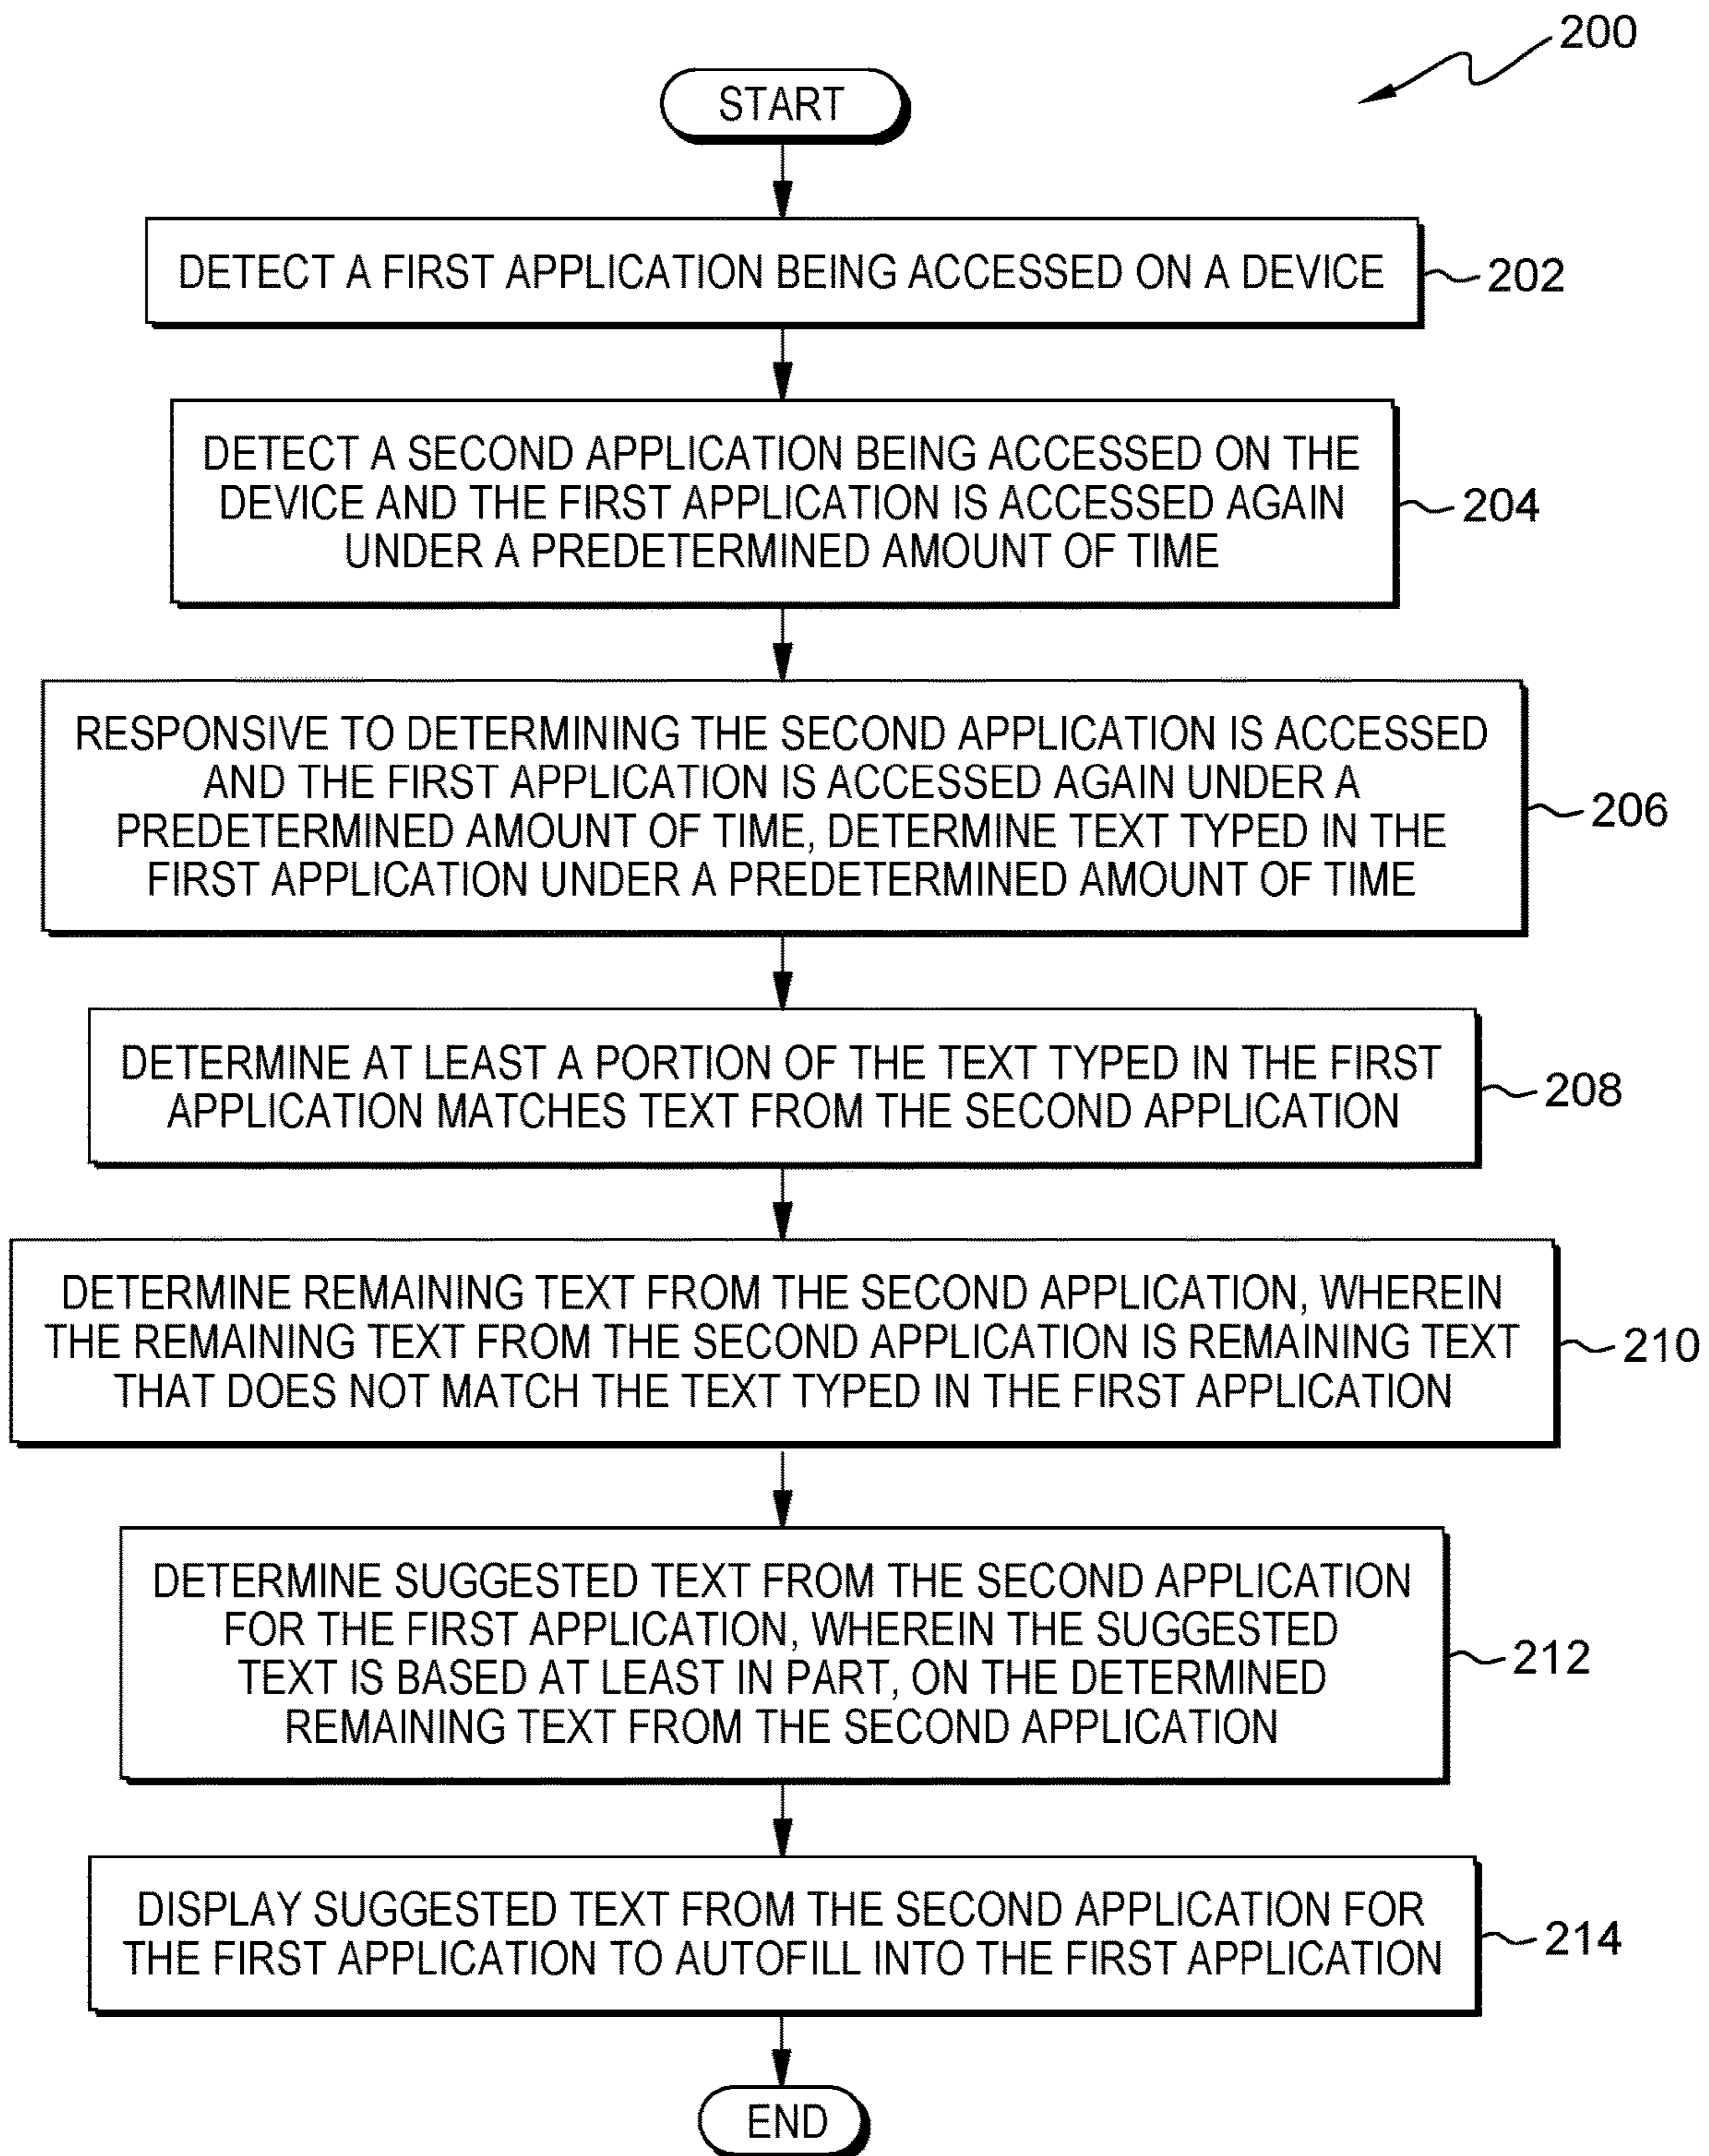 200
START
DETECT A FIRST APPLICATION BEING ACCESSED ON A DEVICE
202
DETECT A SECOND APPLICATION BEING ACCESSED ON THE
DEVICE AND THE FIRST APPLICATION IS ACCESSED AGAIN
UNDER A PREDETERMINED AMOUNT OF TIME
204
RESPONSIVE TO DETERMINING THE SECOND APPLICATION IS ACCESSED
AND THE FIRST APPLICATION IS ACCESSED AGAIN UNDER A
PREDETERMINED AMOUNT OF TIME, DETERMINE TEXT TYPED IN THE
FIRST APPLICATION UNDER A PREDETERMINED AMOUNT OF TIME
206
DETERMINE AT LEAST A PORTION OF THE TEXT TYPED IN THE FIRST
APPLICATION MATCHES TEXT FROM THE SECOND APPLICATION
208
DETERMINE REMAINING TEXT FROM THE SECOND APPLICATION, WHEREIN
THE REMAINING TEXT FROM THE SECOND APPLICATION IS REMAINING TEXT
THAT DOES NOT MATCH THE TEXT TYPED IN THE FIRST APPLICATION
210
DETERMINE SUGGESTED TEXT FROM THE SECOND APPLICATION
FOR THE FIRST APPLICATION, WHEREIN THE SUGGESTED
TEXT IS BASED AT LEAST IN PART, ON THE DETERMINED
REMAINING TEXT FROM THE SECOND APPLICATION
212
DISPLAY SUGGESTED TEXT FROM THE SECOND APPLICATION FOR
THE FIRST APPLICATION TO AUTOFILL INTO THE FIRST APPLICATION
214
END